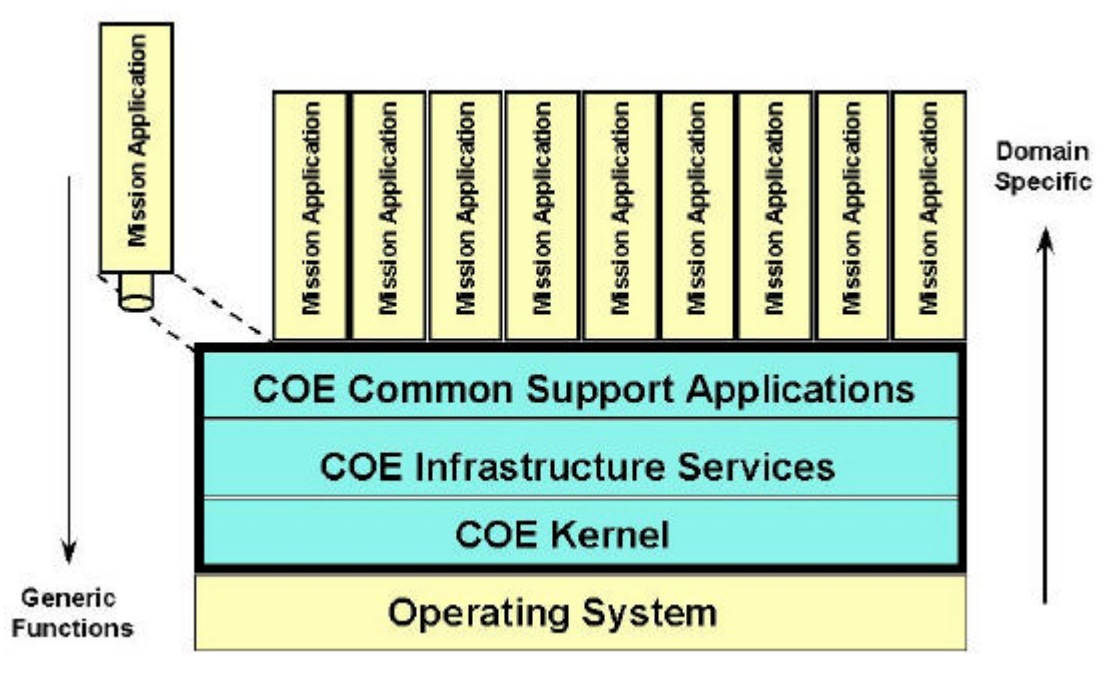 Mission Application
Mission Application
Mission Application
Mission Application
Mission Application
Mission Application
Mission Application
Mission Application
Mission Application
Mission Application
Domain
Specific
COE Common Support Applications
COE Infrastructure Services
COE Kernel
Generic
Functions
Operating System